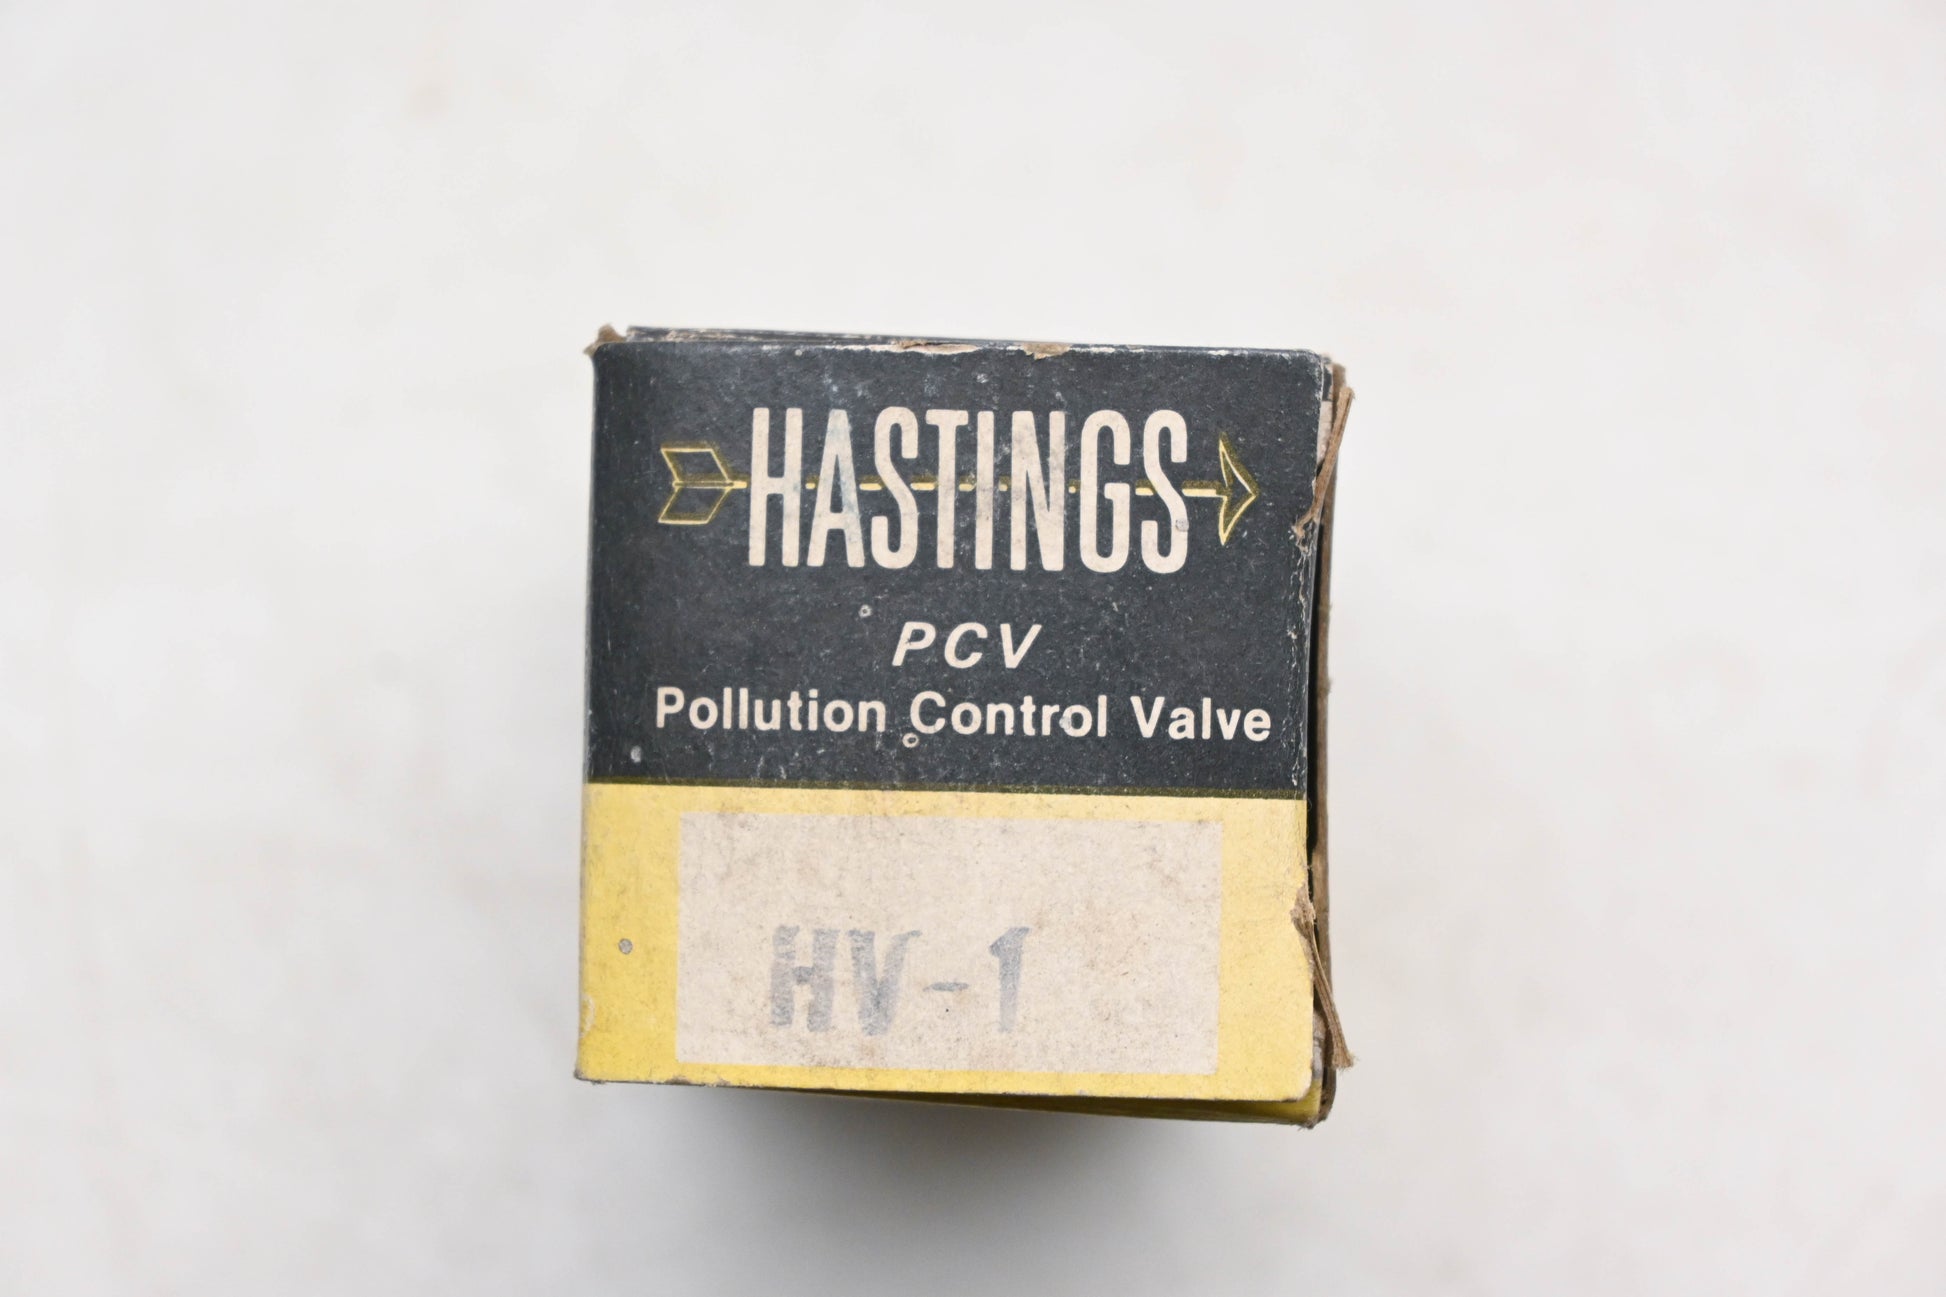 HASTINGS
PCV
Pollution Control Valve
HV-1